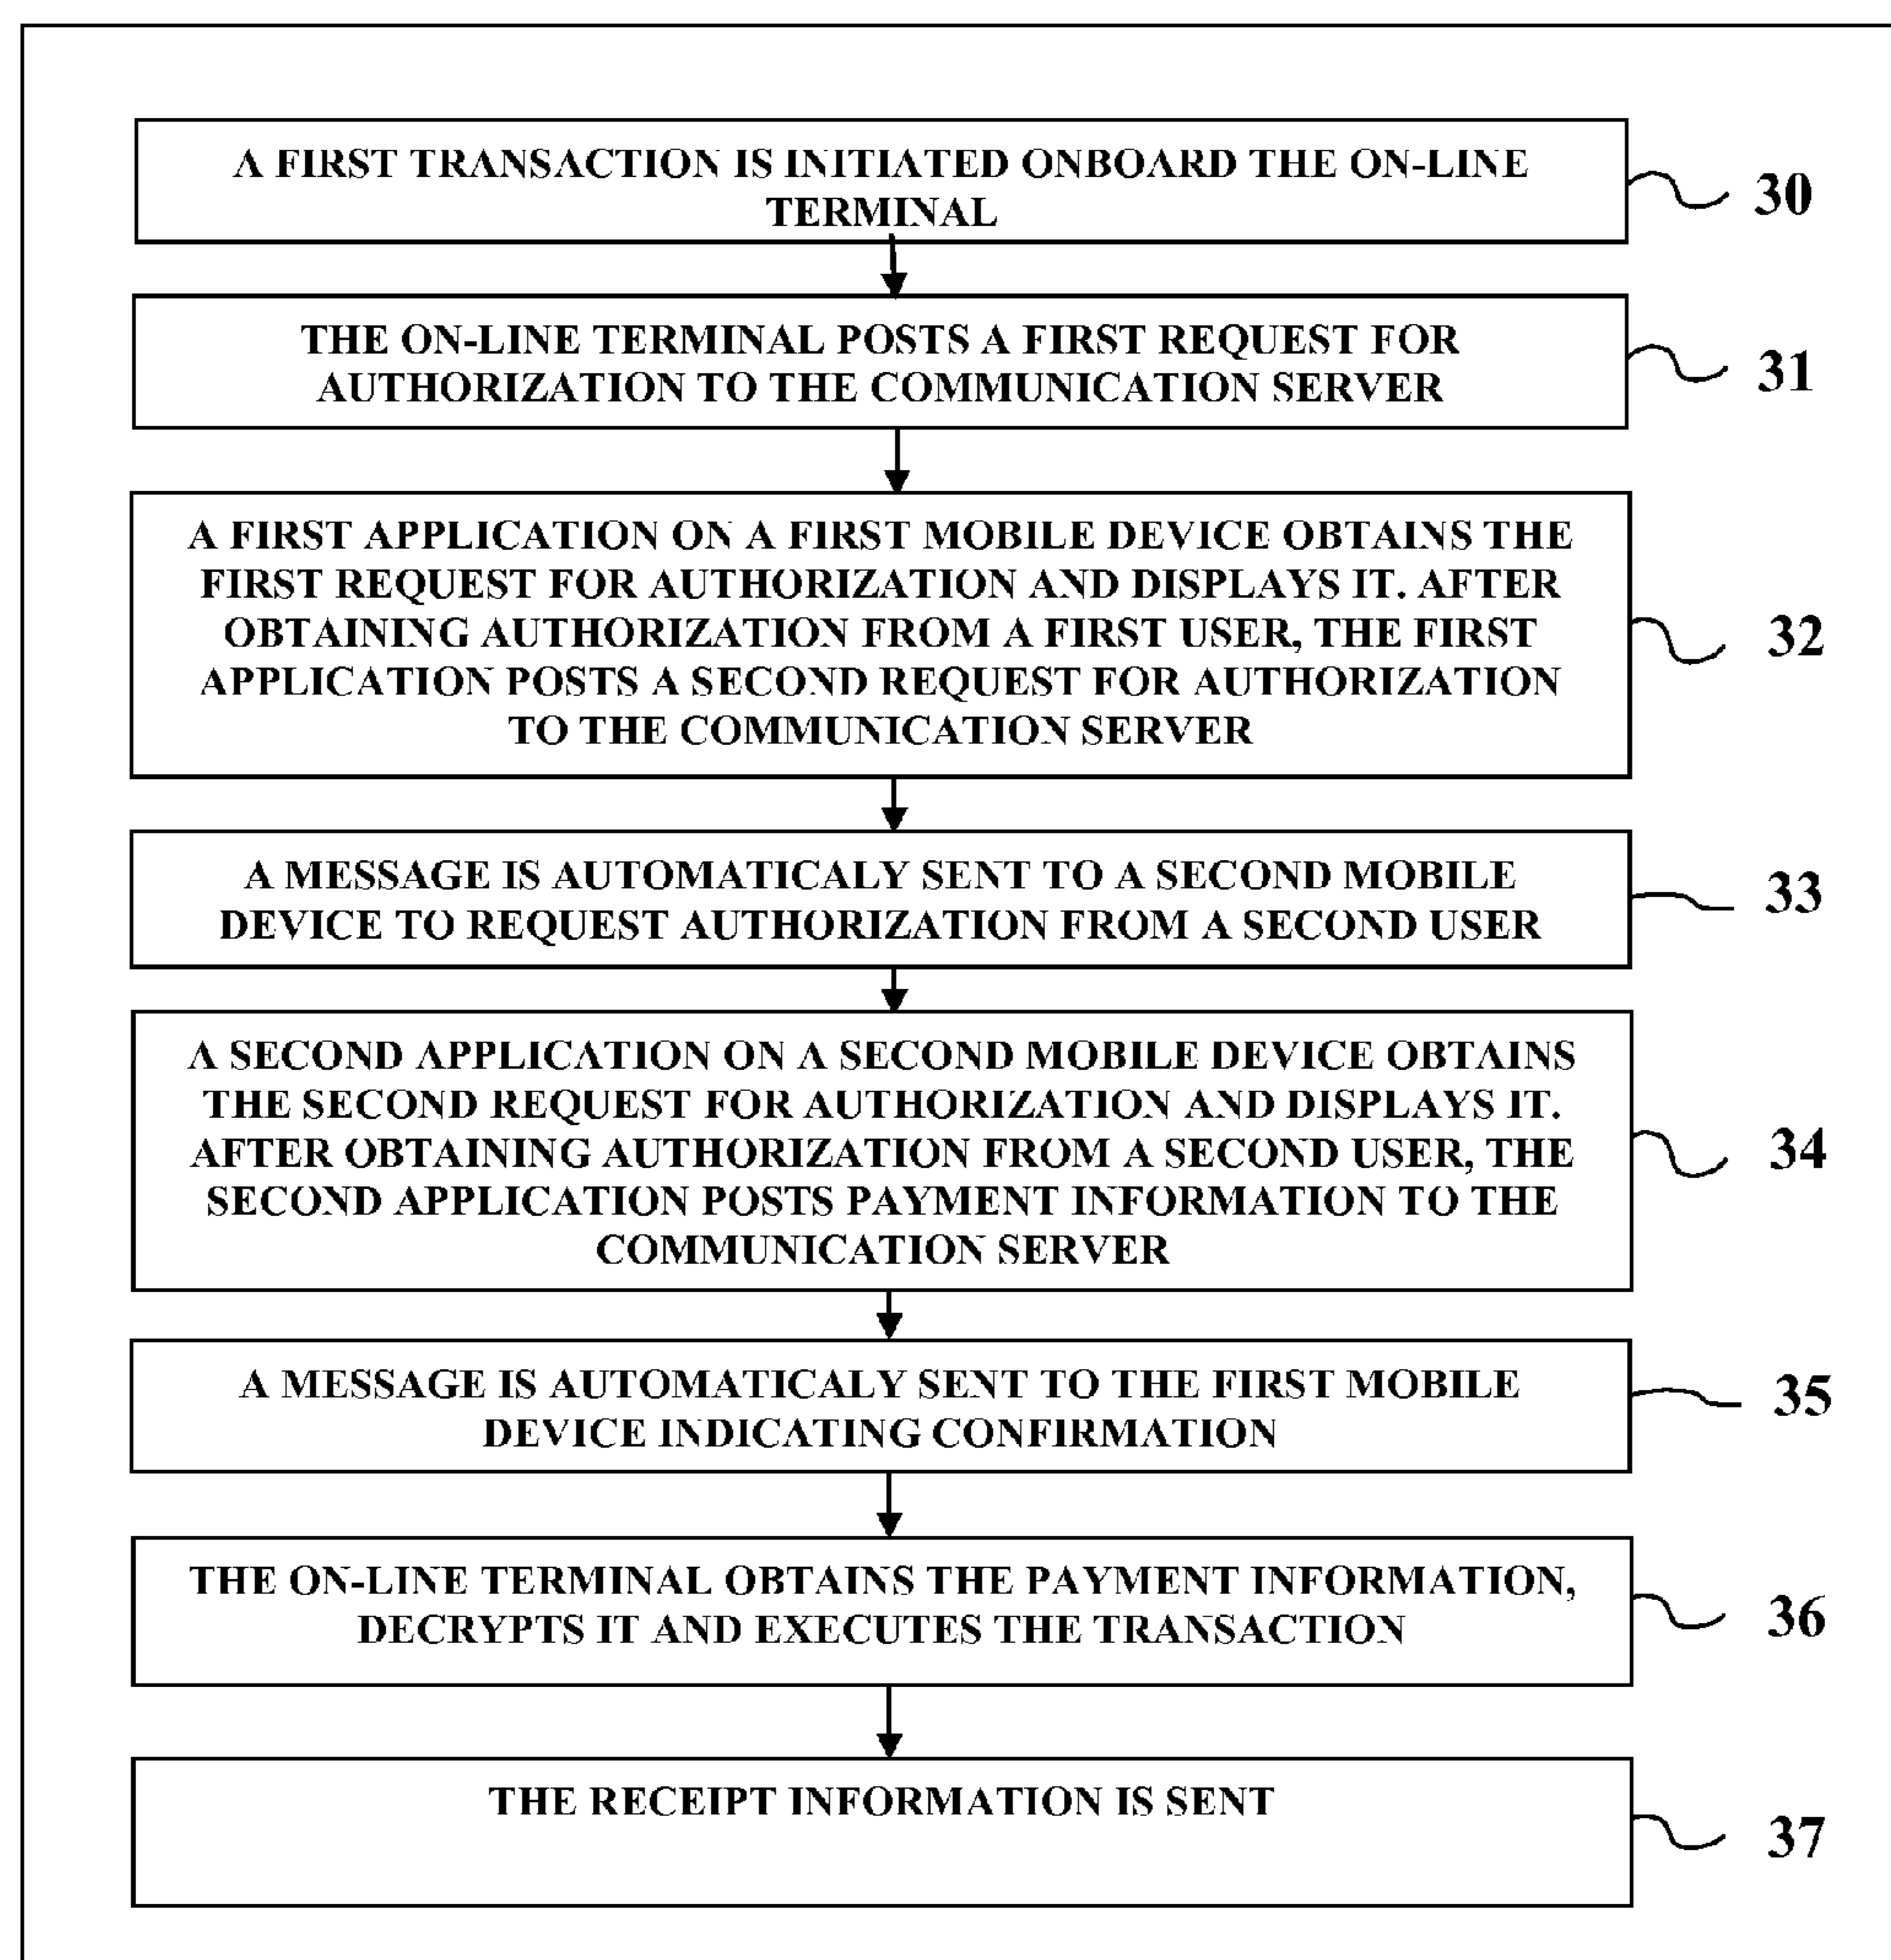 A FIRST TRANSACTION IS INITIATED ONBOARD THE ON-LINE
TERMINAL
30
THE ON-LINE TERMINAL POSTS A FIRST REQUEST FOR
AUTHORIZATION TO THE COMMUNICATION SERVER
31
A FIRST APPLICATION ON A FIRST MOBILE DEVICE OBTAINS THE
FIRST REQUEST FOR AUTHORIZATION AND DISPLAYS IT. AFTER
OBTAINING AUTHORIZATION FROM A FIRST USER, THE FIRST
APPLICATION POSTS A SECOND REQUEST FOR AUTHORIZATION
TO THE COMMUNICATION SERVER
32
A MESSAGE IS AUTOMATICALY SENT TO A SECOND MOBILE
DEVICE TO REQUEST AUTHORIZATION FROM A SECOND USER
33
A SECOND APPLICATION ON A SECOND MOBILE DEVICE OBTAINS
THE SECOND REQUEST FOR AUTHORIZATION AND DISPLAYS IT.
AFTER OBTAINING AUTHORIZATION FROM A SECOND USER, THE
SECOND APPLICATION POSTS PAYMENT INFORMATION TO THE
COMMUNICATION SERVER
34
A MESSAGE IS AUTOMATICALY SENT TO THE FIRST MOBILE
DEVICE INDICATING CONFIRMATION
35
THE ON-LINE TERMINAL OBTAINS THE PAYMENT INFORMATION,
DECRYPTS IT AND EXECUTES THE TRANSACTION
36
THE RECEIPT INFORMATION IS SENT
37